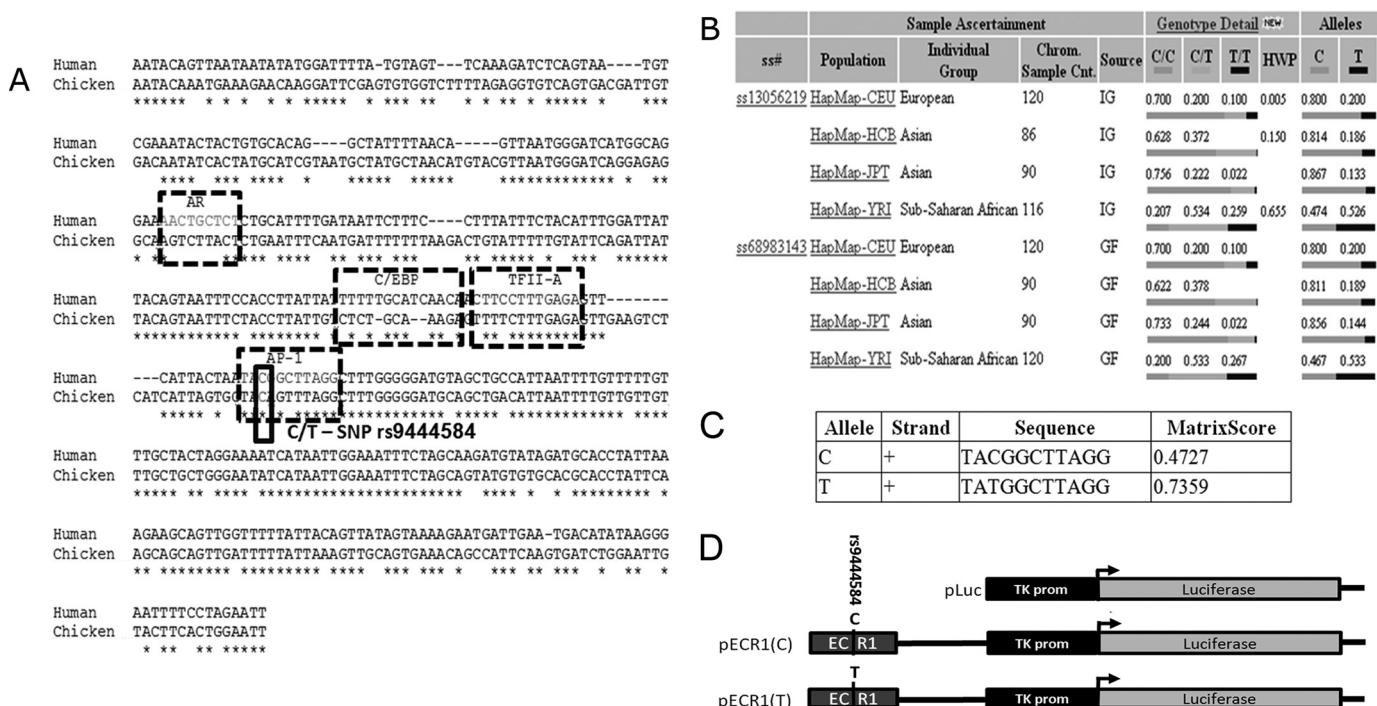 A
Human AATACAGTTAATAATATATGGATTTTA-TGTAGT---TCAAAGATCTCAGTAA----TGT
Chicken AATACAAATGAAAGAACAAGGATTCGAGTGTGGTCTTTTAGAGGTGTCAGTGACGATTGT
Human CGAAATACTACTGTGCACAG----GCTATTTTAACA----GTTAATGGGATCATGGCAG
Chicken GACAATATCACTATGCATCGTAATGCTATGCTAACATGTACGTTAATGGGATCAGGAGAG
AR
Human GAAAACTGCTCTCTGCATTTTGATAATTCTTTC----CTTTATTTCTACATTTGGATTAT
Chicken GCAAGTCTTACTCTGAATTTCAATGATTTTTTTAAGACTGTATTTTTGTATTCAGATTAT
C/EBP TFII-A
Human TACAGTAATTTCCACCTTATTATTTTTTGCATCAACAACTTCCTTTGAGAGTT-------
Chicken TACAGTAATTTCTACCTTATTGTCTCT-GCA--AAGAGTTTTCTTTGAGAGTTGAAGTCT
AP-1
Human ---CATTACTAATACGGCTTAGGCTTTGGGGGATGTAGCTGCCATTAATTTTGTTTTTGT
Chicken CATCATTAGTGGTACAGTTTAGGCTTTGGGGGATGCAGCTGACATTAATTTTGTTGTTGT
C/T – SNP rs9444584
Human TTGCTACTAGGAAAATCATAATTGGAAATTTCTAGCAAGATGTATAGATGCACCTATTAA
Chicken TTGCTGCTGGGAATATCATAATTGGAAATTTCTAGCAGTATGTGTGCACGCACCTATTCA
Human AGAAGCAGTTGGTTTTTATTACAGTTATAGTAAAAGAATGATTGAA-TGACATATAAGGG
Chicken AGCAGCAGTTGATTTTTATTAAAGTTGCAGTGAAACAGCCATTCAAGTGATCTGGAATTG
Human AATTTTCCTAGAATT
Chicken TACTTCACTGGAATT
B
Sample Ascertainment Genotype Detail NEW Alleles
ss# Population Individual Group Chrom. Sample Cnt. Source C/C C/T T/T HWP C T
ss13056219 HapMap-CEU European 120 IG 0.700 0.200 0.100 0.005 0.800 0.200
HapMap-HCB Asian 86 IG 0.628 0.372 0.150 0.814 0.186
HapMap-JPT Asian 90 IG 0.756 0.222 0.022 0.867 0.133
HapMap-YRI Sub-Saharan African 116 IG 0.207 0.534 0.259 0.655 0.474 0.526
ss68983143 HapMap-CEU European 120 GF 0.700 0.200 0.100 0.800 0.200
HapMap-HCB Asian 90 GF 0.622 0.378 0.811 0.189
HapMap-JPT Asian 90 GF 0.733 0.244 0.022 0.856 0.144
HapMap-YRI Sub-Saharan African 120 GF 0.200 0.533 0.267 0.467 0.533
C
Allele Strand Sequence MatrixScore
C + TACGGCTTAGG 0.4727
T + TATGGCTTAGG 0.7359
D
rs9444584
pLuc TK prom Luciferase
C
pECR1(C) EC R1 TK prom Luciferase
T
pECR1(T) EC R1 TK prom Luciferase